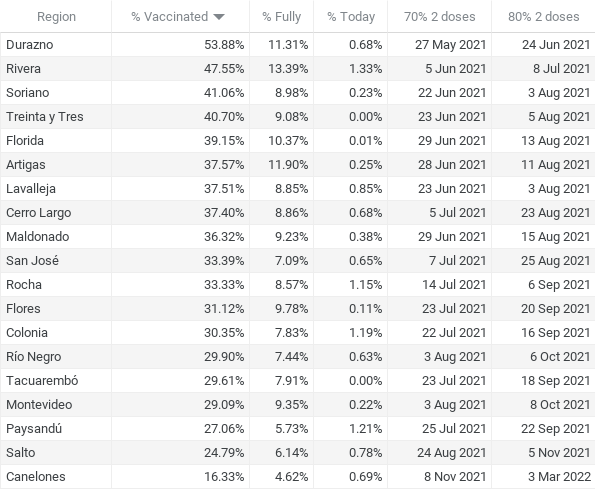 Region % Vaccinated % Fully % Today 70% 2 doses 80% 2 doses
Durazno 53.88% 11.31% 0.68% 27 May 2021 24 Jun 2021
Rivera 47.55% 13.39% 1.33% 5 Jun 2021 8 Jul 2021
Soriano 41.06% 8.98% 0.23% 22 Jun 2021 3 Aug 2021
Treinta y Tres 40.70% 9.08% 0.00% 23 Jun 2021 5 Aug 2021
Florida 39.15% 10.37% 0.01% 29 Jun 2021 13 Aug 2021
Artigas 37.57% 11.90% 0.25% 28 Jun 2021 11 Aug 2021
Lavalleja 37.51% 8.85% 0.85% 23 Jun 2021 3 Aug 2021
Cerro Largo 37.40% 8.86% 0.68% 5 Jul 2021 23 Aug 2021
Maldonado 36.32% 9.23% 0.38% 29 Jun 2021 15 Aug 2021
San José 33.39% 7.09% 0.65% 7 Jul 2021 25 Aug 2021
Rocha 33.33% 8.57% 1.15% 14 Jul 2021 6 Sep 2021
Flores 31.12% 9.78% 0.11% 23 Jul 2021 20 Sep 2021
Colonia 30.35% 7.83% 1.19% 22 Jul 2021 16 Sep 2021
Río Negro 29.90% 7.44% 0.63% 3 Aug 2021 6 Oct 2021
Tacuarembó 29.61% 7.91% 0.00% 23 Jul 2021 18 Sep 2021
Montevideo 29.09% 9.35% 0.22% 3 Aug 2021 8 Oct 2021
Paysandú 27.06% 5.73% 1.21% 25 Jul 2021 22 Sep 2021
Salto 24.79% 6.14% 0.78% 24 Aug 2021 5 Nov 2021
Canelones 16.33% 4.62% 0.69% 8 Nov 2021 3 Mar 2022